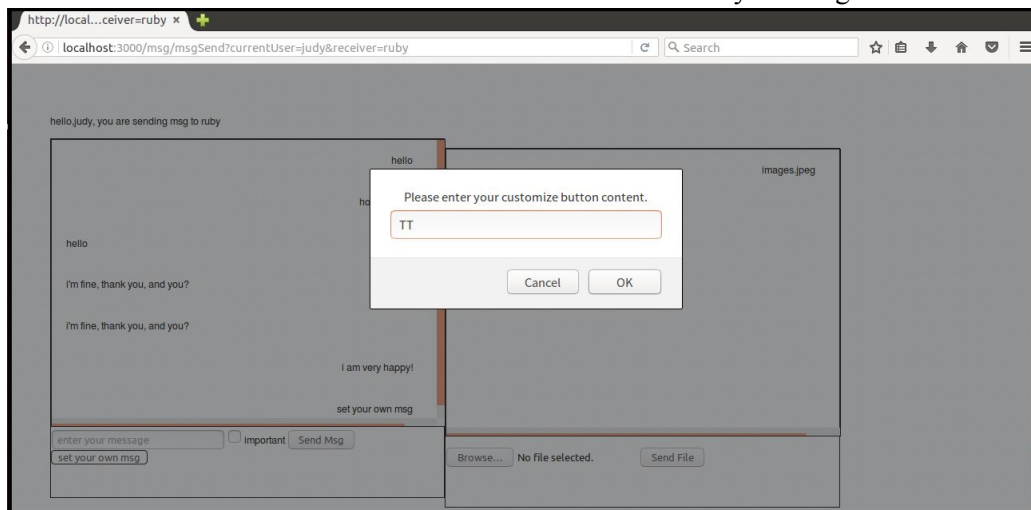 http://local...ceiver=ruby ×
localhost:3000/msg/msgSend?currentUser=judy&receiver=ruby
Search
hello,judy, you are sending msg to ruby
hello
images.jpeg
Please enter your customize button content.
ho
TT
hello
i'm fine, thank you, and you?
Cancel OK
i'm fine, thank you, and you?
i am very happy!
set your own msg
enter your message important Send Msg
set your own msg
Browse... No file selected. Send File